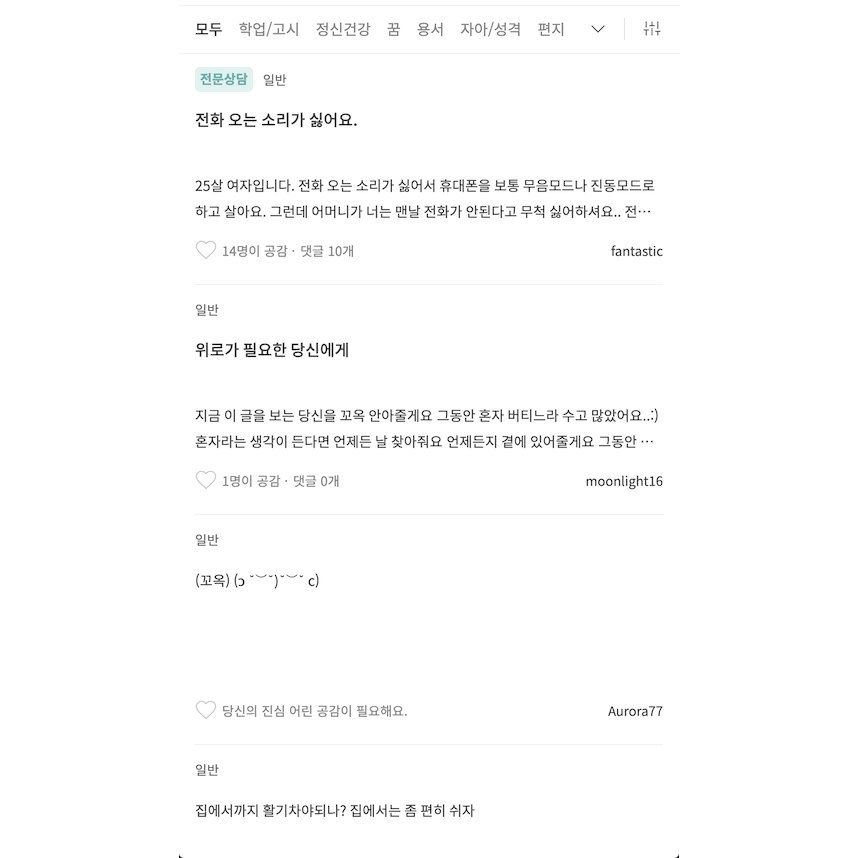 모두 학업/고시 정신건강 꿈 용서 자아/성격 편지
전문상담 일반
전화 오는 소리가 싫어요.
25살 여자입니다. 전화 오는 소리가 싫어서 휴대폰을 보통 무음모드나 진동모드로
하고 살아요. 그런데 어머니가 너는 맨날 전화가 안된다고 무척 싫어하셔요.. 전…
14명이 공감 · 댓글 10개 fantastic
일반
위로가 필요한 당신에게
지금 이 글을 보는 당신을 꼬옥 안아줄게요 그동안 혼자 버티느라 수고 많았어요..:)
혼자라는 생각이 든다면 언제든 날 찾아줘요 언제든지 곁에 있어줄게요 그동안 …
1명이 공감 · 댓글 0개 moonlight16
일반
(꼬옥) (ɔ ˘⌣˘)˘⌣˘ c)
당신의 진심 어린 공감이 필요해요. Aurora77
일반
집에서까지 활기차야되나? 집에서는 좀 편히 쉬자